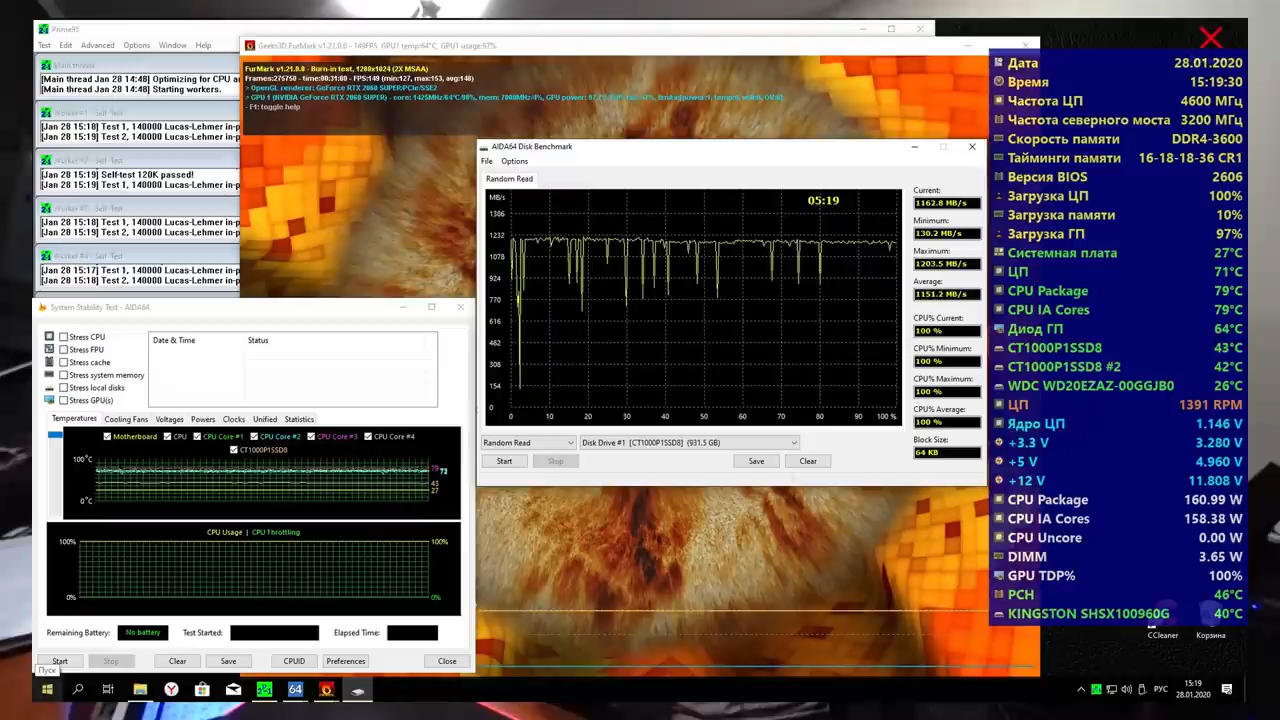 Prime95
Test Edit Advanced Options Window Help
Main thread
[Main thread Jan 28 14:48] Optimizing for CPU ar
[Main thread Jan 28 14:48] Starting workers.
[Jan 28 15:18] Test 1, 140000 Lucas-Lehmer in-p
[Jan 28 15:19] Test 2, 140000 Lucas-Lehmer in-p
[Jan 28 15:19] Self-test 120K passed!
[Jan 28 15:19] Test 1, 140000 Lucas-Lehmer in-p
[Jan 28 15:18] Test 1, 140000 Lucas-Lehmer in-p
[Jan 28 15:19] Test 2, 140000 Lucas-Lehmer in-p
[Jan 28 15:17] Test 1, 140000 Lucas-Lehmer in-p
[Jan 28 15:18] Test 2, 140000 Lucas-Lehmer in-p
Geeks3D FurMark v1.21.0.0 - 149FPS, GPU1 temp:64°C, GPU1 usage:97%
FurMark v1.21.0.0 - Burn-in test, 1280x1024 (2X MSAA)
Frames:275750 - time:00:31:00 - FPS:149 (min:127, max:153, avg:148)
> OpenGL renderer: GeForce RTX 2060 SUPER/PCIe/SSE2
> GPU 1 (NVIDIA GeForce RTX 2060 SUPER) - core: 1425MHz/64°C/98%, mem: 7000MHz/4%, GPU power:
- F1: toggle help
AIDA64 Disk Benchmark
File Options
Random Read
MB/s
05:19
1386
1232
1078
924
770
616
462
308
154
0
0 10 20 30 40 50 60 70 80 90 100 %
Current:
1162.8 MB/s
Minimum:
130.2 MB/s
Maximum:
1203.5 MB/s
Average:
1151.2 MB/s
CPU% Current:
100 %
CPU% Minimum:
100 %
CPU% Maximum:
100 %
CPU% Average:
100 %
Block Size:
64 KB
Random Read Disk Drive #1 [CT1000P1SSD8] (931.5 GB)
Start Stop Save Clear
System Stability Test - AIDA64
Stress CPU
Stress FPU
Stress cache
Stress system memory
Stress local disks
Stress GPU(s)
Date & Time Status
Temperatures Cooling Fans Voltages Powers Clocks Unified Statistics
Motherboard CPU CPU Core #1 CPU Core #2 CPU Core #3 CPU Core #4
CT1000P1SSD8
100°C
0°C
43
27
CPU Usage | CPU Throttling
100% 100%
0% 0%
Remaining Battery: No battery Test Started: Elapsed Time:
Start Stop Clear Save CPUID Preferences Close
Пуск
Дата 28.01.2020
Время 15:19:30
Частота ЦП 4600 МГц
Частота северного моста 3200 МГц
Скорость памяти DDR4-3600
Тайминги памяти 16-18-18-36 CR1
Версия BIOS 2606
Загрузка ЦП 100%
Загрузка памяти 10%
Загрузка ГП 97%
Системная плата 27°C
ЦП 71°C
CPU Package 79°C
CPU IA Cores 79°C
Диод ГП 64°C
CT1000P1SSD8 43°C
CT1000P1SSD8 #2 42°C
WDC WD20EZAZ-00GGJB0 26°C
ЦП 1391 RPM
Ядро ЦП 1.146 V
+3.3 V 3.280 V
+5 V 4.960 V
+12 V 11.808 V
CPU Package 160.99 W
CPU IA Cores 158.38 W
CPU Uncore 0.00 W
DIMM 3.65 W
GPU TDP% 100%
PCH 46°C
KINGSTON SHSX100960G 40°C
CCleaner Корзина
64
РУС
15:19
28.01.2020